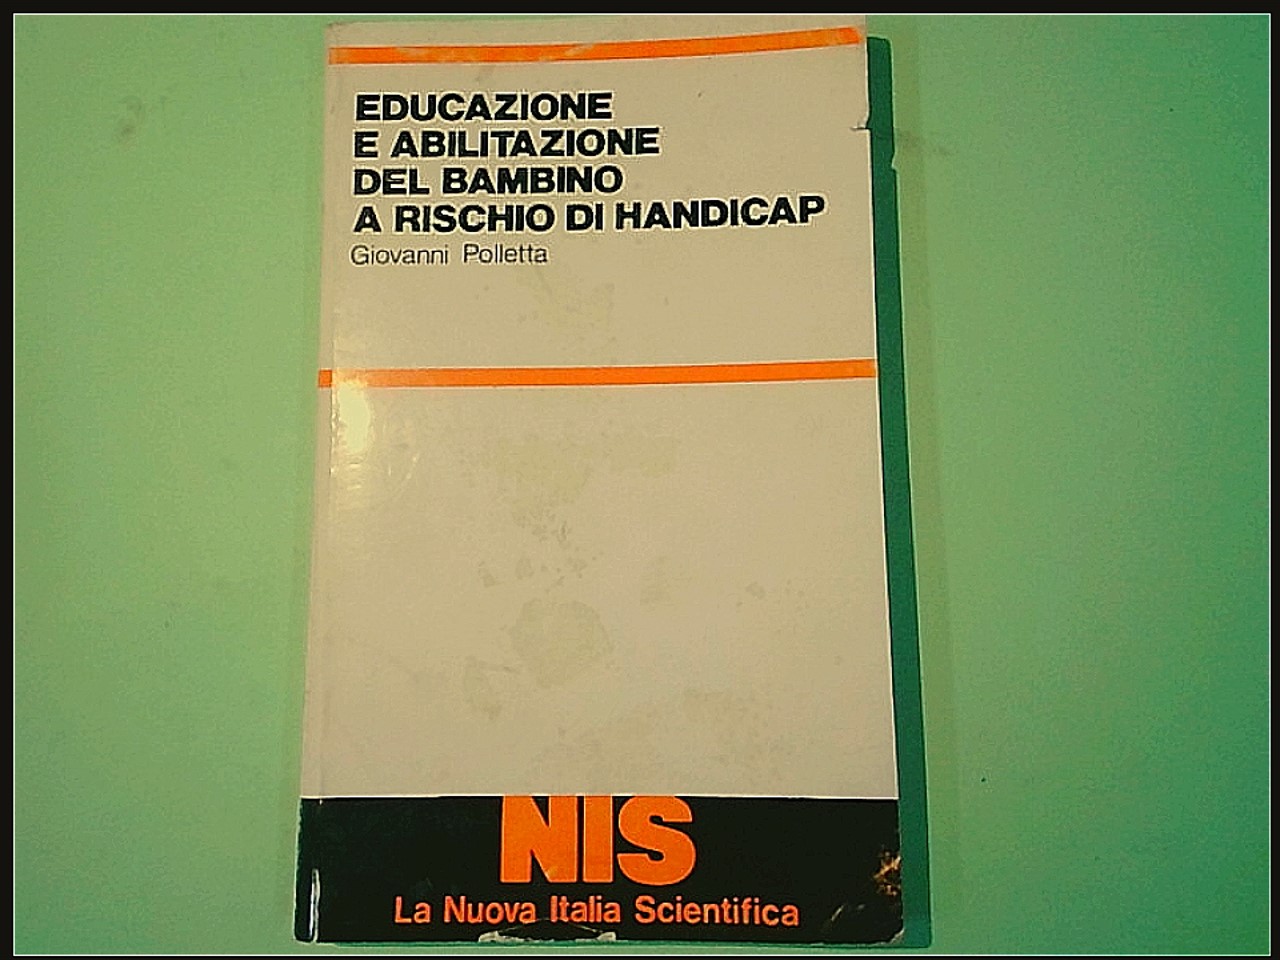 EDUCAZIONE
E ABILITAZIONE
DEL BAMBINO
A RISCHIO DI HANDICAP
Giovanni Polletta
NIS
La Nuova Italia Scientifica